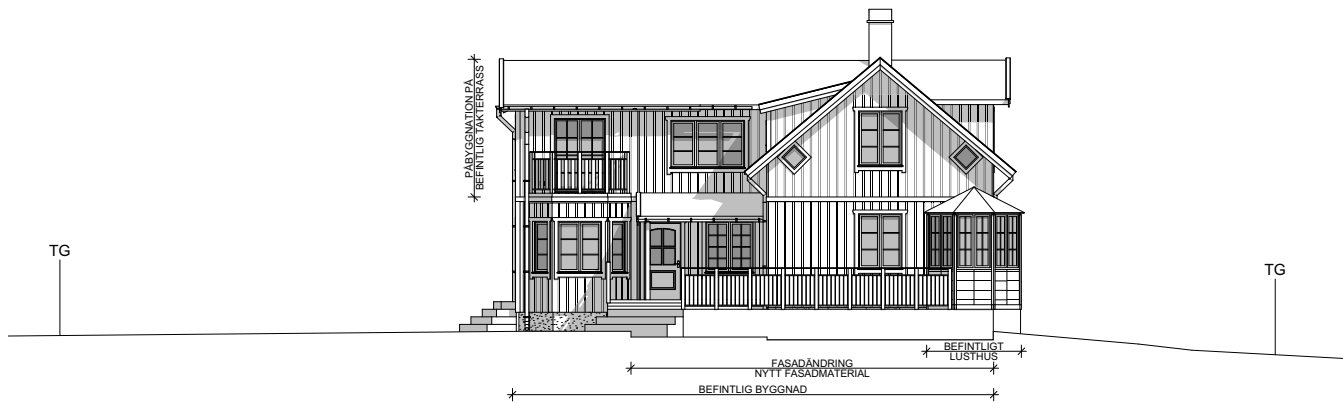 PÅBYGGNATION PÅ
BEFINTLIG TAKTERRASS
TG
TG
BEFINTLIGT
LUSTHUS
FASADÄNDRING
NYTT FASADMATERIAL
BEFINTLIG BYGGNAD